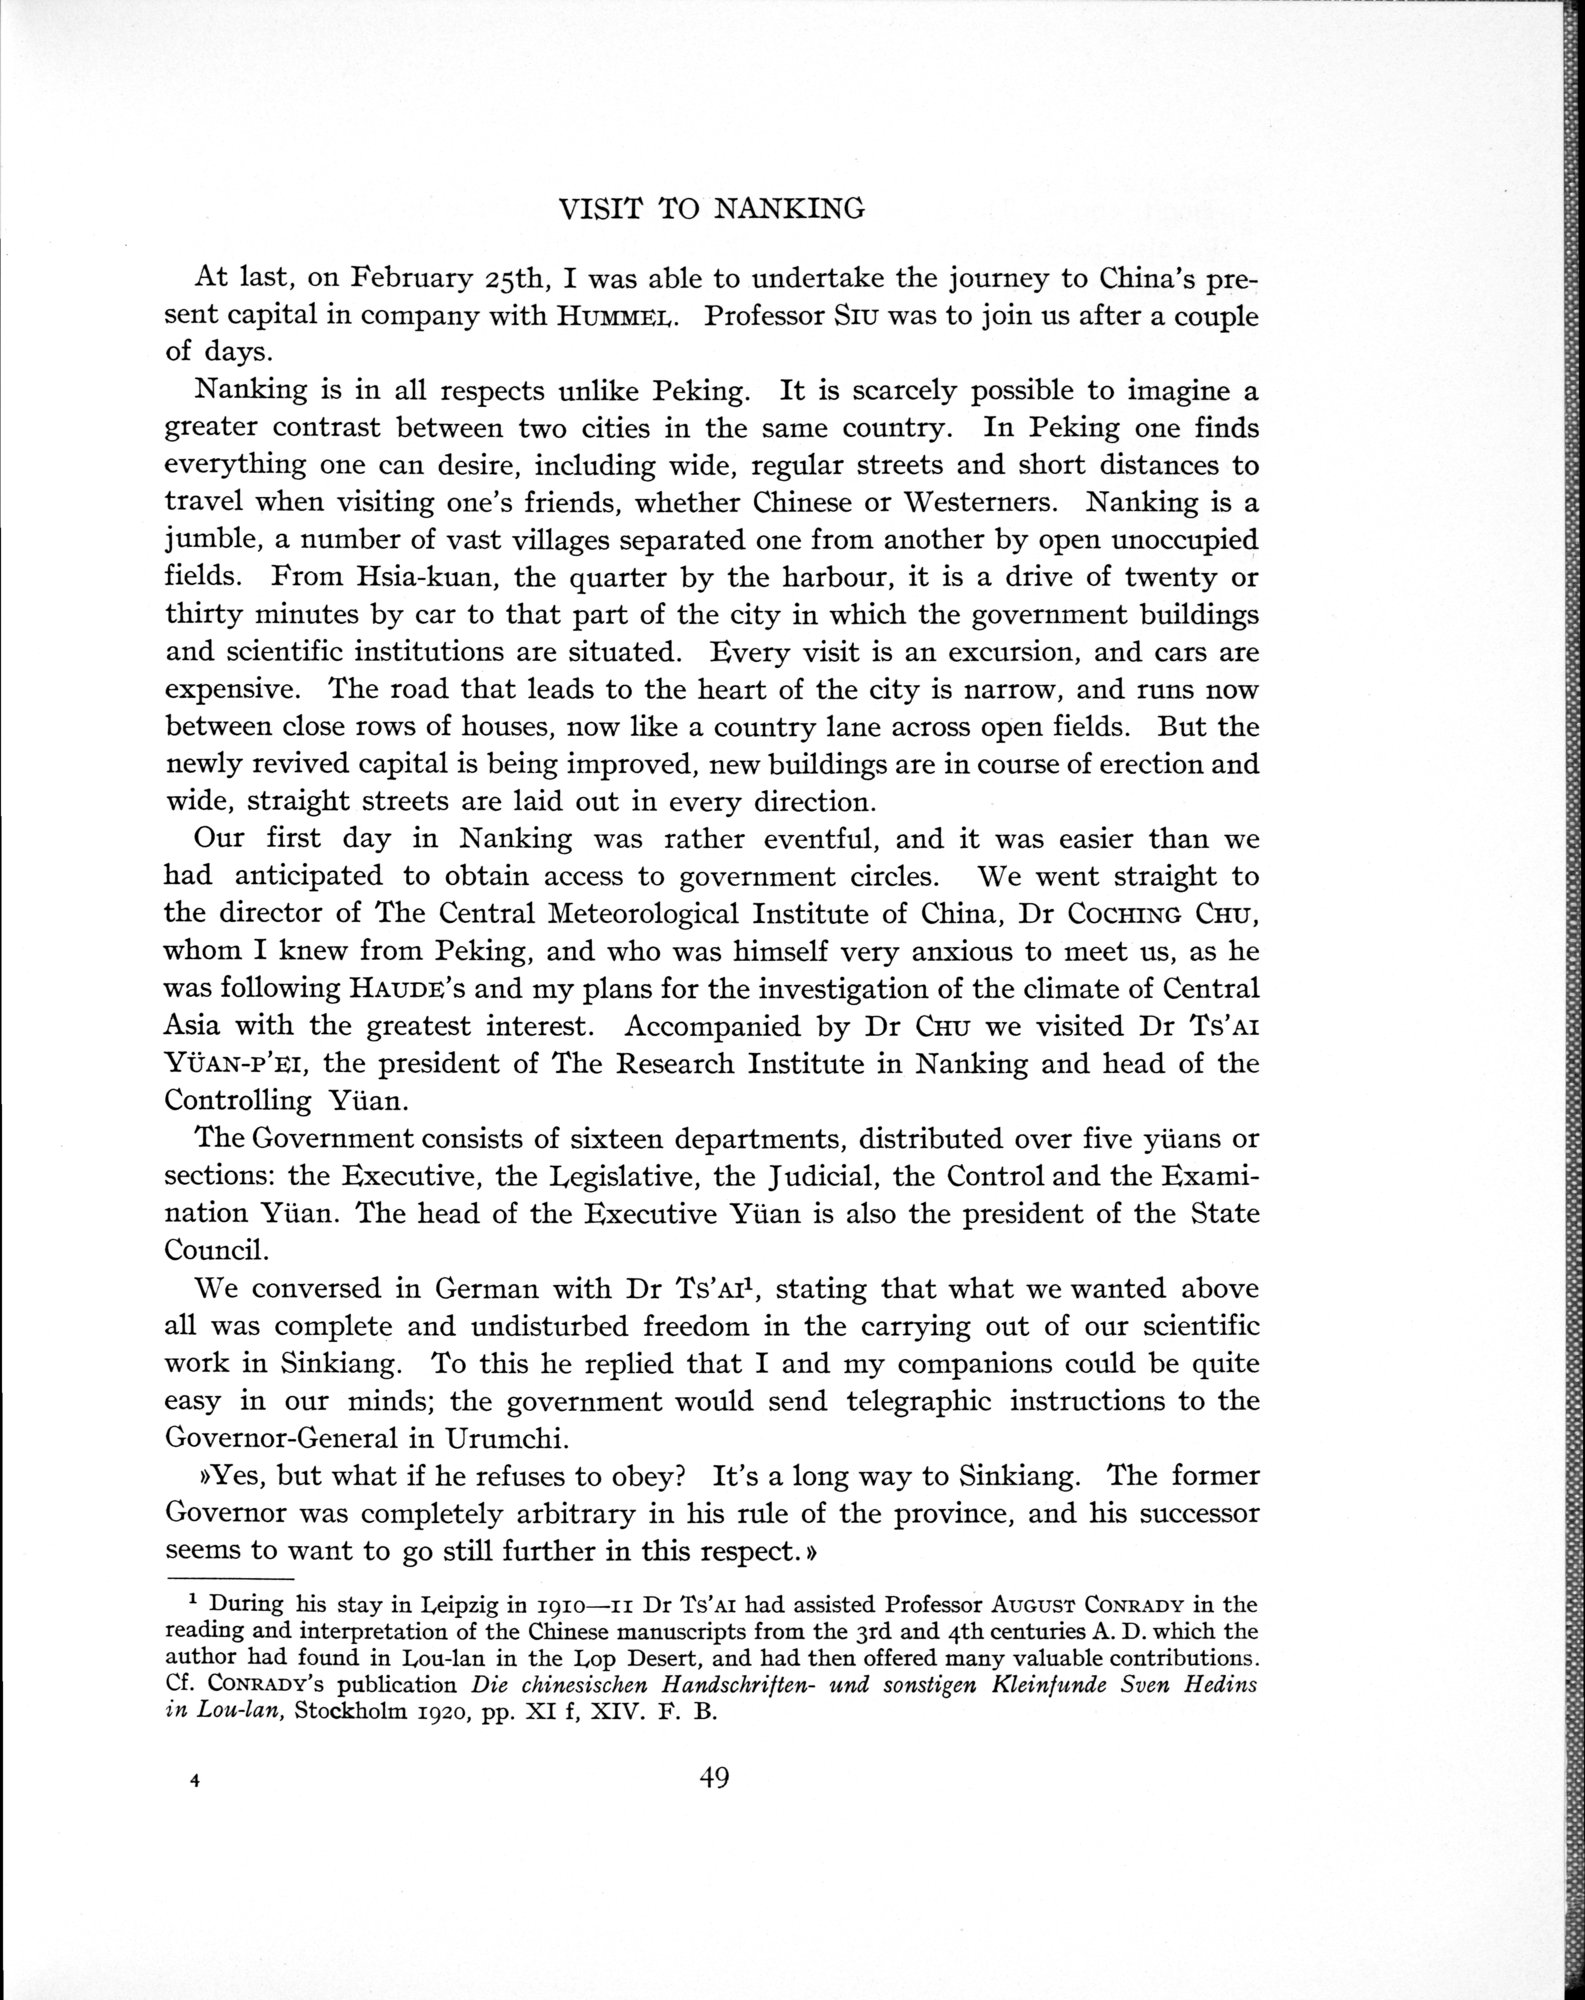 VISIT TO NANKING
At last, on February 25th, I was able to undertake the journey to China's pre-
sent capital in company with HUMMEL. Professor SIU was to join us after a couple
of days.
Nanking is in all respects unlike Peking. It is scarcely possible to imagine a
greater contrast between two cities in the same country. In Peking one finds
everything one can desire, including wide, regular streets and short distances to
travel when visiting one's friends, whether Chinese or Westerners. Nanking is a
jumble, a number of vast villages separated one from another by open unoccupied
fields. From Hsia-kuan, the quarter by the harbour, it is a drive of twenty or
thirty minutes by car to that part of the city in which the government buildings
and scientific institutions are situated. Every visit is an excursion, and cars are
expensive. The road that leads to the heart of the city is narrow, and runs now
between close rows of houses, now like a country lane across open fields. But the
newly revived capital is being improved, new buildings are in course of erection and
wide, straight streets are laid out in every direction.
Our first day in Nanking was rather eventful, and it was easier than we
had anticipated to obtain access to government circles. We went straight to
the director of The Central Meteorological Institute of China, Dr COCHING CHU,
whom I knew from Peking, and who was himself very anxious to meet us, as he
was following HAUDE's and my plans for the investigation of the climate of Central
Asia with the greatest interest. Accompanied by Dr CHU we visited Dr TS'AI
YÜAN-P'EI, the president of The Research Institute in Nanking and head of the
Controlling Yüan.
The Government consists of sixteen departments, distributed over five yüans or
sections: the Executive, the Legislative, the Judicial, the Control and the Exami-
nation Yüan. The head of the Executive Yüan is also the president of the State
Council.
We conversed in German with Dr TS'AI¹, stating that what we wanted above
all was complete and undisturbed freedom in the carrying out of our scientific
work in Sinkiang. To this he replied that I and my companions could be quite
easy in our minds; the government would send telegraphic instructions to the
Governor-General in Urumchi.
»Yes, but what if he refuses to obey? It's a long way to Sinkiang. The former
Governor was completely arbitrary in his rule of the province, and his successor
seems to want to go still further in this respect.»
¹ During his stay in Leipzig in 1910—11 Dr TS'AI had assisted Professor AUGUST CONRADY in the
reading and interpretation of the Chinese manuscripts from the 3rd and 4th centuries A. D. which the
author had found in Lou-lan in the Lop Desert, and had then offered many valuable contributions.
Cf. CONRADY's publication Die chinesischen Handschriften- und sonstigen Kleinfunde Sven Hedins
in Lou-lan, Stockholm 1920, pp. XI f, XIV. F. B.
4 49